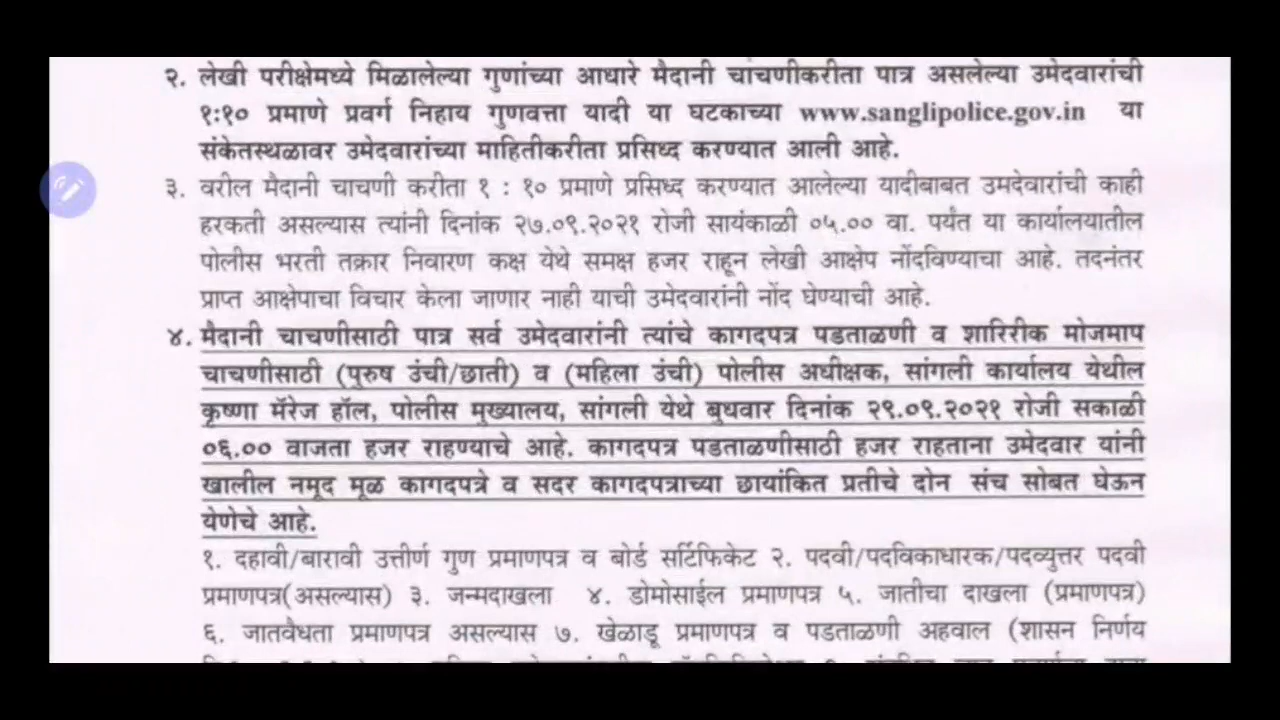 २. लेखी परीक्षेमध्ये मिळालेल्या गुणांच्या आधारे मैदानी चाचणीकरीता पात्र असलेल्या उमेदवारांची
१:१० प्रमाणे प्रवर्ग निहाय गुणवत्ता यादी या घटकाच्या www.sanglipolice.gov.in या
संकेतस्थळावर उमेदवारांच्या माहितीकरीता प्रसिध्द करण्यात आली आहे.
३. वरील मैदानी चाचणी करीता १ : १० प्रमाणे प्रसिध्द करण्यात आलेल्या यादीबाबत उमदेवारांची काही
हरकती असल्यास त्यांनी दिनांक २७.०९.२०२१ रोजी सायंकाळी ०५.०० वा. पर्यंत या कार्यालयातील
पोलीस भरती तक्रार निवारण कक्ष येथे समक्ष हजर राहून लेखी आक्षेप नोंदविण्याचा आहे. तदनंतर
प्राप्त आक्षेपाचा विचार केला जाणार नाही याची उमेदवारांनी नोंद घेण्याची आहे.
४. मैदानी चाचणीसाठी पात्र सर्व उमेदवारांनी त्यांचे कागदपत्र पडताळणी व शारिरीक मोजमाप
चाचणीसाठी (पुरुष उंची/छाती) व (महिला उंची) पोलीस अधीक्षक, सांगली कार्यालय येथील
कृष्णा मॅरेज हॉल, पोलीस मुख्यालय, सांगली येथे बुधवार दिनांक २९.०९.२०२१ रोजी सकाळी
०६.०० वाजता हजर राहण्याचे आहे. कागदपत्र पडताळणीसाठी हजर राहताना उमेदवार यांनी
खालील नमूद मूळ कागदपत्रे व सदर कागदपत्राच्या छायांकित प्रतीचे दोन संच सोबत घेऊन
येणेचे आहे.
१. दहावी/बारावी उत्तीर्ण गुण प्रमाणपत्र व बोर्ड सर्टिफिकेट २. पदवी/पदविकाधारक/पदव्युत्तर पदवी
प्रमाणपत्र(असल्यास) ३. जन्मदाखला ४. डोमोसाईल प्रमाणपत्र ५. जातीचा दाखला (प्रमाणपत्र)
६. जातवैधता प्रमाणपत्र असल्यास ७. खेळाडू प्रमाणपत्र व पडताळणी अहवाल (शासन निर्णय